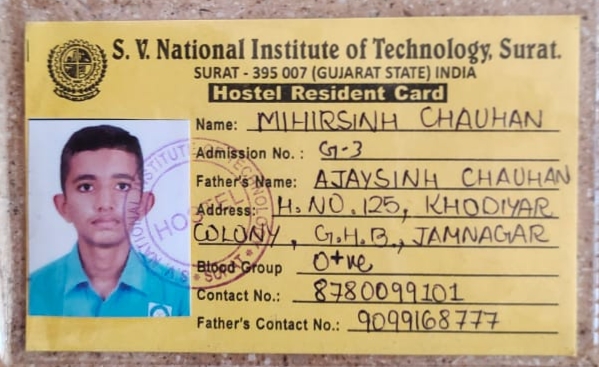 S. V. National Institute of Technology, Surat.
SURAT - 395 007 (GUJARAT STATE) INDIA
Hostel Resident Card
Name: MIHIRSINH CHAUHAN
Admission No. : G-3
Father's Name: AJAYSINH CHAUHAN
Address: H.NO.125, KHODIYAR
COLONY, G.H.B., JAMNAGAR
Blood Group O+ve
Contact No.: 8780099101
Father's Contact No.: 9099168777
HOSTEL